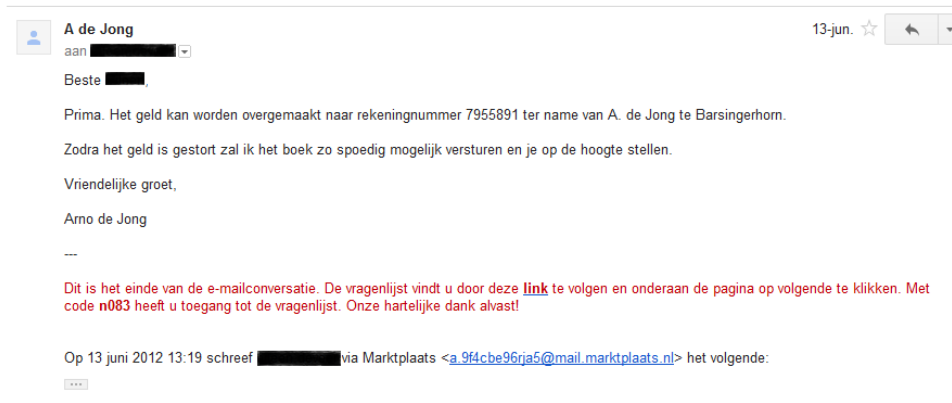 A de Jong
13-jun.
aan
Beste ,
Prima. Het geld kan worden overgemaakt naar rekeningnummer 7955891 ter name van A. de Jong te Barsingerhorn.
Zodra het geld is gestort zal ik het boek zo spoedig mogelijk versturen en je op de hoogte stellen.
Vriendelijke groet,
Arno de Jong
---
Dit is het einde van de e-mailconversatie. De vragenlijst vindt u door deze link te volgen en onderaan de pagina op volgende te klikken. Met
code n083 heeft u toegang tot de vragenlijst. Onze hartelijke dank alvast!
Op 13 juni 2012 13:19 schreef via Marktplaats <a.9f4cbe96rja5@mail.marktplaats.nl> het volgende: